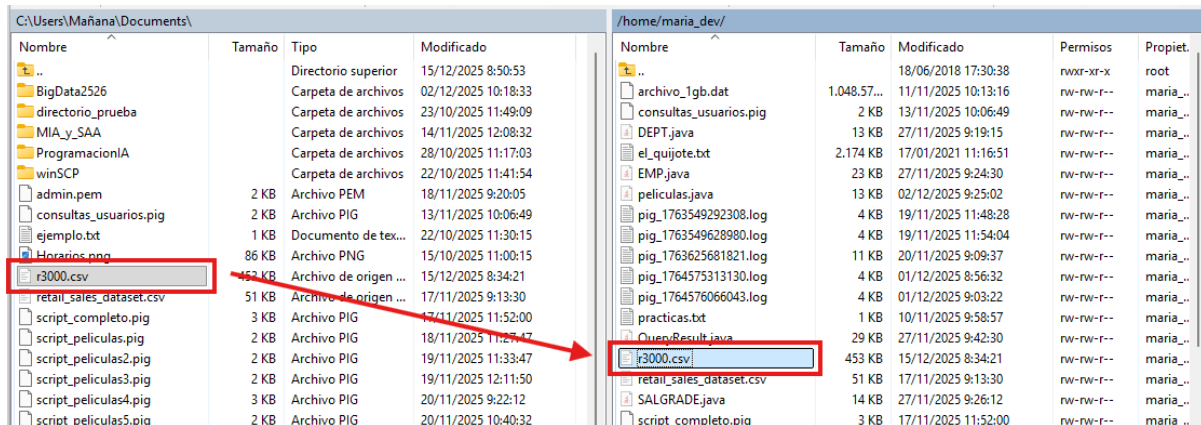 C:\Users\Mañana\Documents\
Nombre Tamaño Tipo Modificado
.. Directorio superior 15/12/2025 8:50:53
BigData2526 Carpeta de archivos 02/12/2025 10:18:33
directorio_prueba Carpeta de archivos 23/10/2025 11:49:09
MIA_y_SAA Carpeta de archivos 14/11/2025 12:08:32
ProgramacionIA Carpeta de archivos 28/10/2025 11:17:03
winSCP Carpeta de archivos 22/10/2025 11:41:54
admin.pem 2 KB Archivo PEM 18/11/2025 9:20:05
consultas_usuarios.pig 2 KB Archivo PIG 13/11/2025 10:06:49
ejemplo.txt 1 KB Documento de tex... 22/10/2025 11:30:15
Horarios.png 86 KB Archivo PNG 15/10/2025 11:00:15
r3000.csv 453 KB Archivo de origen ... 15/12/2025 8:34:21
retail_sales_dataset.csv 51 KB Archivo de origen ... 17/11/2025 9:13:30
script_completo.pig 3 KB Archivo PIG 17/11/2025 11:52:00
script_peliculas.pig 2 KB Archivo PIG 18/11/2025 11:27:47
script_peliculas2.pig 2 KB Archivo PIG 19/11/2025 11:33:47
script_peliculas3.pig 2 KB Archivo PIG 19/11/2025 12:11:50
script_peliculas4.pig 3 KB Archivo PIG 20/11/2025 9:22:12
script_peliculas5.pig 2 KB Archivo PIG 20/11/2025 10:40:32
/home/maria_dev/
Nombre Tamaño Modificado Permisos Propiet.
.. 18/06/2018 17:30:38 rwxr-xr-x root
archivo_1gb.dat 1.048.57... 11/11/2025 10:13:16 rw-rw-r-- maria_..
consultas_usuarios.pig 2 KB 13/11/2025 10:06:49 rw-rw-r-- maria_..
DEPT.java 13 KB 27/11/2025 9:19:15 rw-rw-r-- maria_..
el_quijote.txt 2.174 KB 17/01/2021 11:16:51 rw-rw-r-- maria_..
EMP.java 23 KB 27/11/2025 9:24:30 rw-rw-r-- maria_..
peliculas.java 13 KB 02/12/2025 9:25:02 rw-rw-r-- maria_..
pig_1763549292308.log 4 KB 19/11/2025 11:48:28 rw-rw-r-- maria_..
pig_1763549628980.log 4 KB 19/11/2025 11:54:04 rw-rw-r-- maria_..
pig_1763625681821.log 11 KB 20/11/2025 9:09:37 rw-rw-r-- maria_..
pig_1764575313130.log 4 KB 01/12/2025 8:56:32 rw-rw-r-- maria_..
pig_1764576066043.log 4 KB 01/12/2025 9:03:22 rw-rw-r-- maria_..
practicas.txt 1 KB 10/11/2025 9:58:57 rw-rw-r-- maria_..
QueryResult.java 29 KB 27/11/2025 9:42:30 rw-rw-r-- maria_..
r3000.csv 453 KB 15/12/2025 8:34:21 rw-rw-r-- maria_..
retail_sales_dataset.csv 51 KB 17/11/2025 9:13:30 rw-rw-r-- maria_..
SALGRADE.java 14 KB 27/11/2025 9:26:12 rw-rw-r-- maria_..
script_completo.pig 3 KB 17/11/2025 11:52:00 rw-rw-r-- maria_..